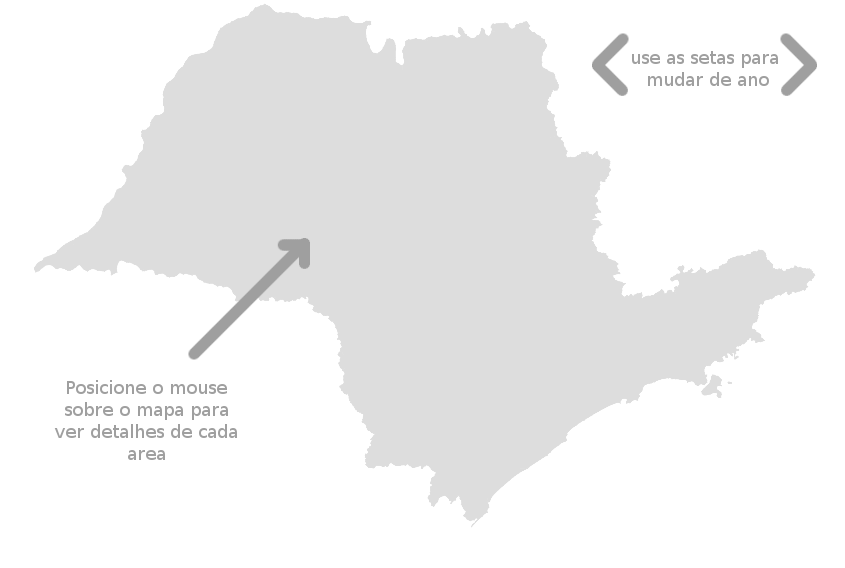 use as setas para
mudar de ano
Posicione o mouse
sobre o mapa para
ver detalhes de cada
area